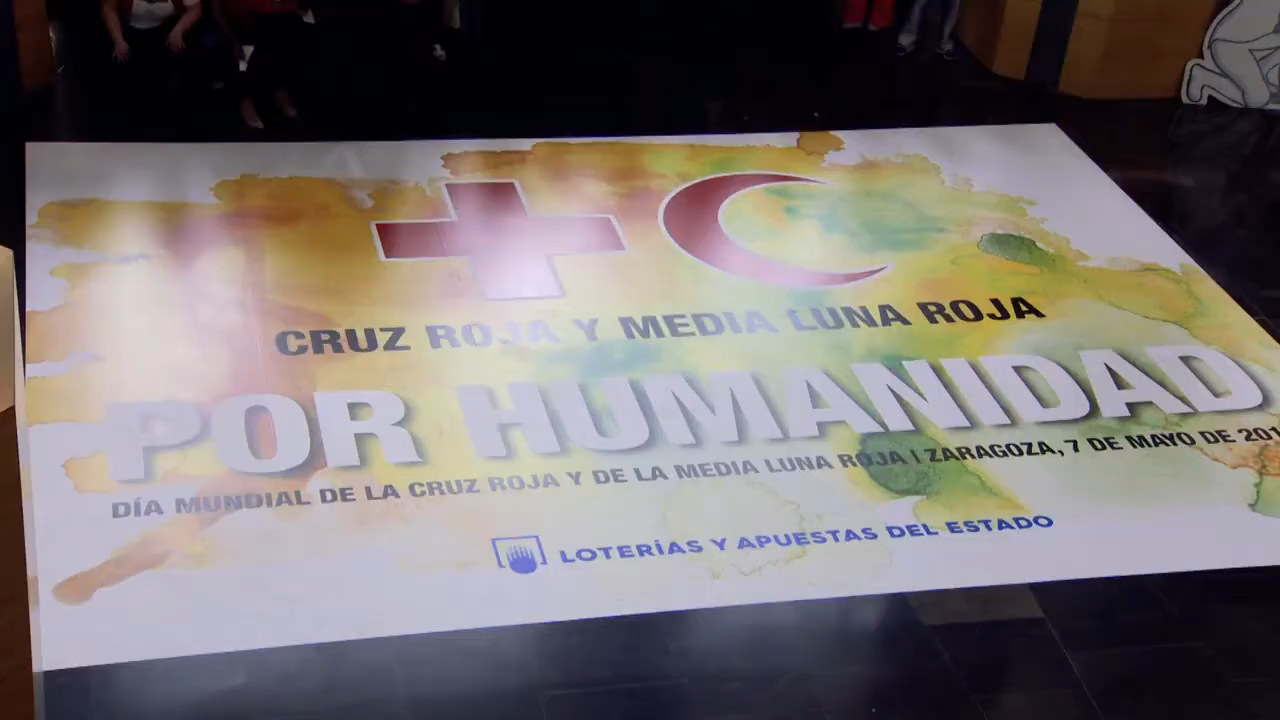 CRUZ ROJA Y MEDIA LUNA ROJA
POR HUMANIDAD
DÍA MUNDIAL DE LA CRUZ ROJA Y DE LA MEDIA LUNA ROJA | ZARAGOZA, 7 DE MAYO DE 201
LOTERÍAS Y APUESTAS DEL ESTADO